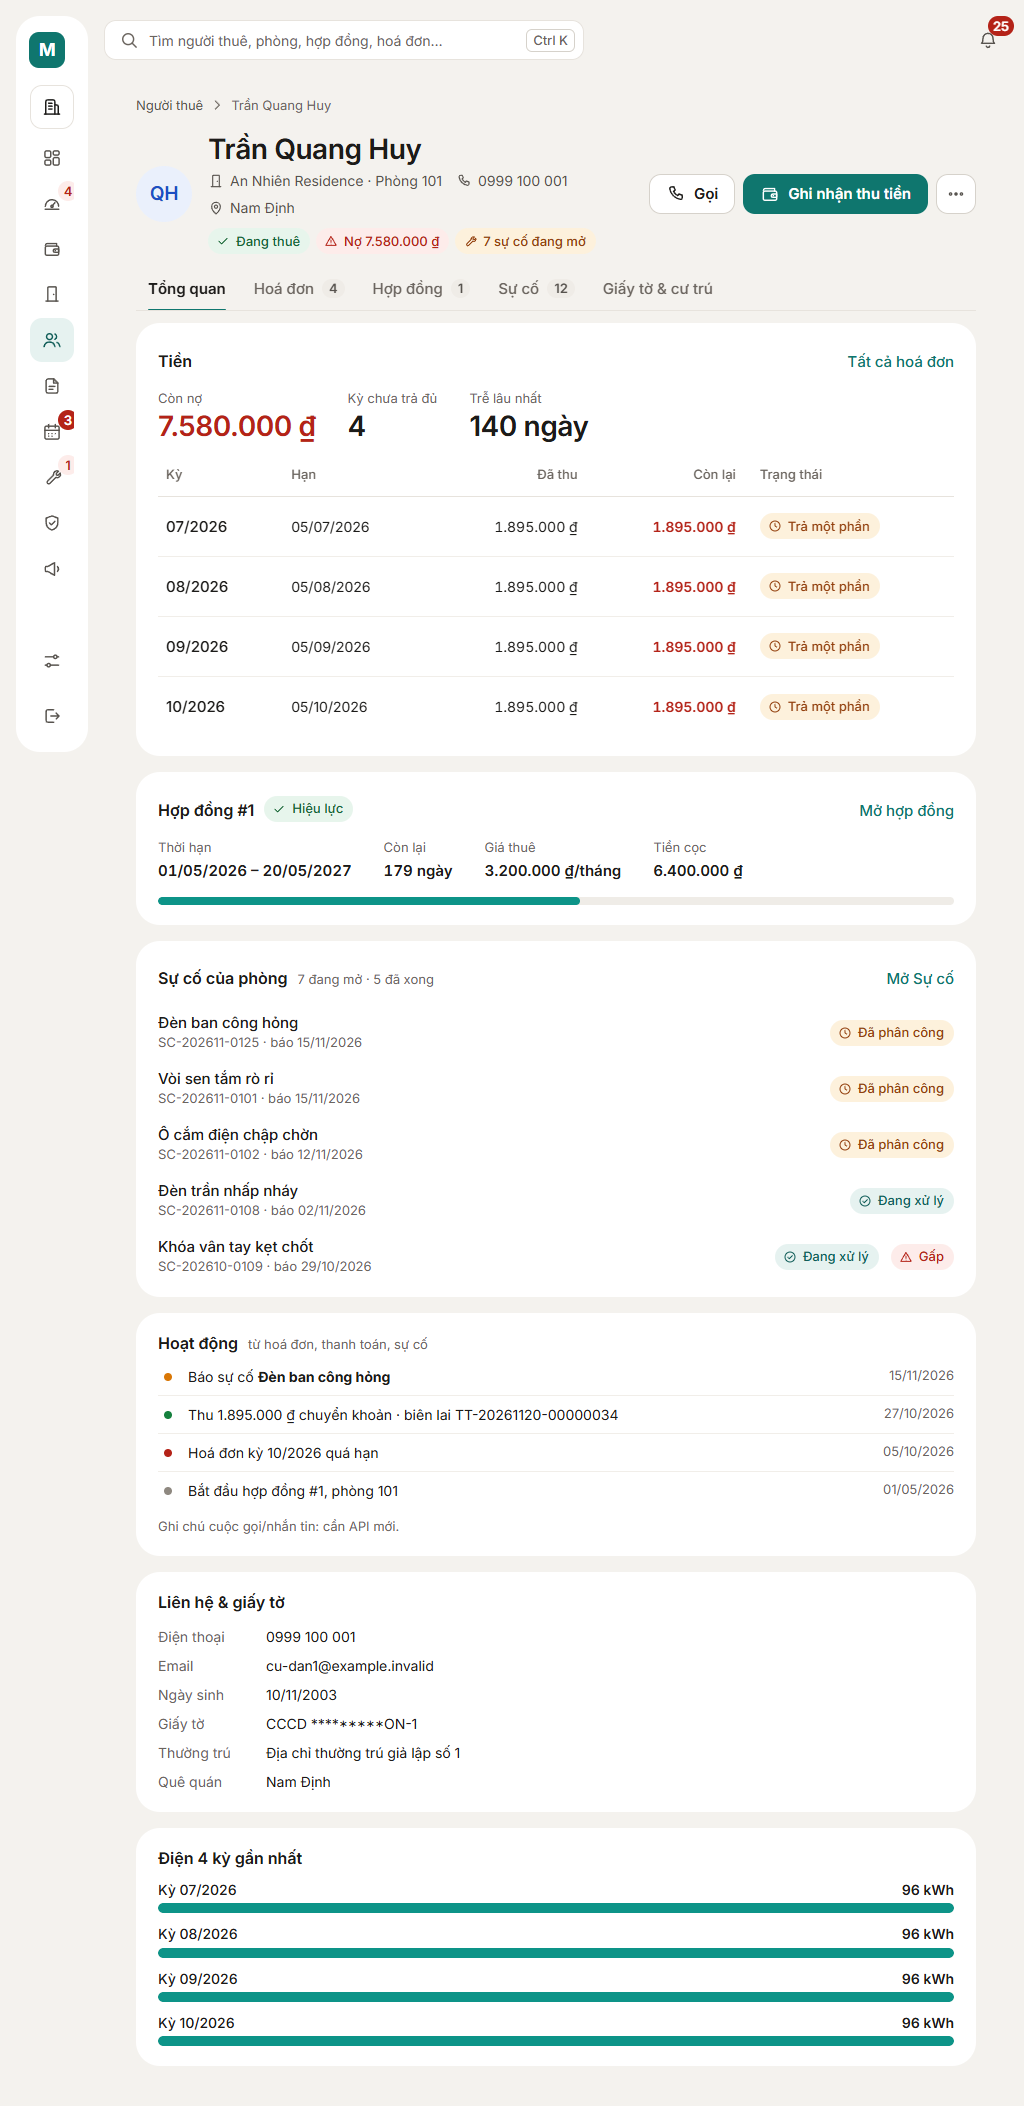 M
Tìm người thuê, phòng, hợp đồng, hoá đơn...
Ctrl K
25
4
3
1
Người thuê > Trần Quang Huy
QH
Trần Quang Huy
An Nhiên Residence · Phòng 101
0999 100 001
Nam Định
Đang thuê
Nợ 7.580.000 ₫
7 sự cố đang mở
Gọi
Ghi nhận thu tiền
Tổng quan
Hoá đơn 4
Hợp đồng 1
Sự cố 12
Giấy tờ & cư trú
Tiền
Tất cả hoá đơn
Còn nợ
7.580.000 ₫
Kỳ chưa trả đủ
4
Trễ lâu nhất
140 ngày
Kỳ Hạn Đã thu Còn lại Trạng thái
07/2026 05/07/2026 1.895.000 ₫ 1.895.000 ₫ Trả một phần
08/2026 05/08/2026 1.895.000 ₫ 1.895.000 ₫ Trả một phần
09/2026 05/09/2026 1.895.000 ₫ 1.895.000 ₫ Trả một phần
10/2026 05/10/2026 1.895.000 ₫ 1.895.000 ₫ Trả một phần
Hợp đồng #1
Hiệu lực
Mở hợp đồng
Thời hạn
01/05/2026 – 20/05/2027
Còn lại
179 ngày
Giá thuê
3.200.000 ₫/tháng
Tiền cọc
6.400.000 ₫
Sự cố của phòng 7 đang mở · 5 đã xong
Mở Sự cố
Đèn ban công hỏng
SC-202611-0125 · báo 15/11/2026
Đã phân công
Vòi sen tắm rò rỉ
SC-202611-0101 · báo 15/11/2026
Đã phân công
Ổ cắm điện chập chờn
SC-202611-0102 · báo 12/11/2026
Đã phân công
Đèn trần nhấp nháy
SC-202611-0108 · báo 02/11/2026
Đang xử lý
Khóa vân tay kẹt chốt
SC-202610-0109 · báo 29/10/2026
Đang xử lý
Gấp
Hoạt động từ hoá đơn, thanh toán, sự cố
Báo sự cố Đèn ban công hỏng 15/11/2026
Thu 1.895.000 ₫ chuyển khoản · biên lai TT-20261120-00000034 27/10/2026
Hoá đơn kỳ 10/2026 quá hạn 05/10/2026
Bắt đầu hợp đồng #1, phòng 101 01/05/2026
Ghi chú cuộc gọi/nhắn tin: cần API mới.
Liên hệ & giấy tờ
Điện thoại 0999 100 001
Email cu-dan1@example.invalid
Ngày sinh 10/11/2003
Giấy tờ CCCD *********ON-1
Thường trú Địa chỉ thường trú giả lập số 1
Quê quán Nam Định
Điện 4 kỳ gần nhất
Kỳ 07/2026 96 kWh
Kỳ 08/2026 96 kWh
Kỳ 09/2026 96 kWh
Kỳ 10/2026 96 kWh